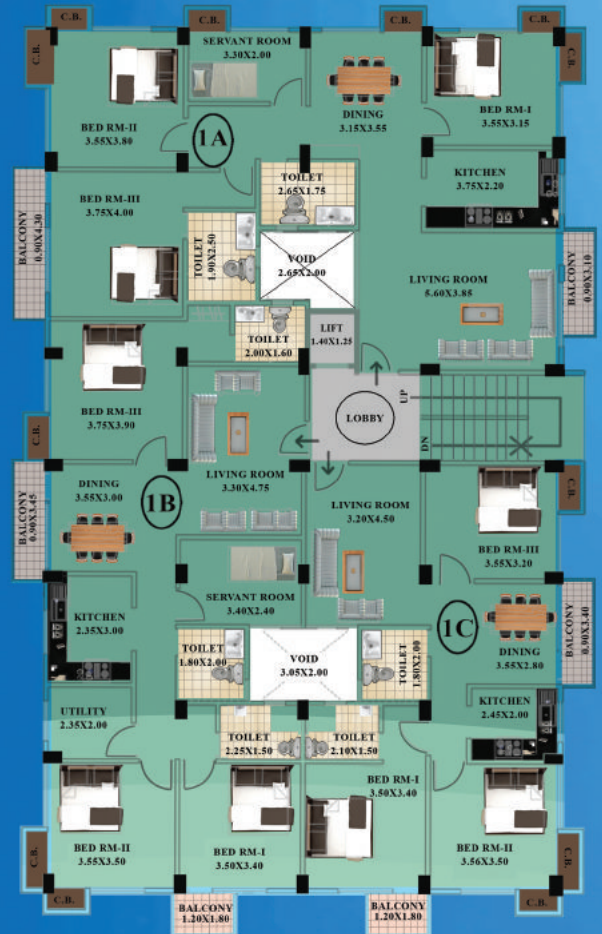 C.B.
C.B.
C.B.
C.B.
C.B.
C.B.
SERVANT ROOM
3.30X2.00
BED RM-II
3.55X3.80
1A
DINING
3.15X3.55
BED RM-I
3.55X3.15
KITCHEN
3.75X2.20
TOILET
2.65X1.75
BED RM-III
3.75X4.00
BALCONY
0.90X4.30
TOILET
1.90X2.50
VOID
2.65X2.00
LIVING ROOM
5.60X3.85
BALCONY
0.90X3.10
TOILET
2.00X1.60
LIFT
1.40X1.25
BED RM-III
3.75X3.90
LOBBY
UP
DN
C.B.
DINING
3.55X3.00
1B
LIVING ROOM
3.30X4.75
BALCONY
0.90X3.45
LIVING ROOM
3.20X4.50
BED RM-III
3.55X3.20
C.B.
KITCHEN
2.35X3.00
SERVANT ROOM
3.40X2.40
1C
DINING
3.55X2.80
BALCONY
0.90X3.40
TOILET
1.80X2.00
VOID
3.05X2.00
TOILET
1.80X2.00
UTILITY
2.35X2.00
TOILET
2.25X1.50
TOILET
2.10X1.50
KITCHEN
2.45X2.00
BED RM-II
3.55X3.50
BED RM-I
3.50X3.40
BED RM-I
3.50X3.40
BED RM-II
3.56X3.50
C.B.
C.B.
C.B.
C.B.
BALCONY
1.20X1.80
BALCONY
1.20X1.80